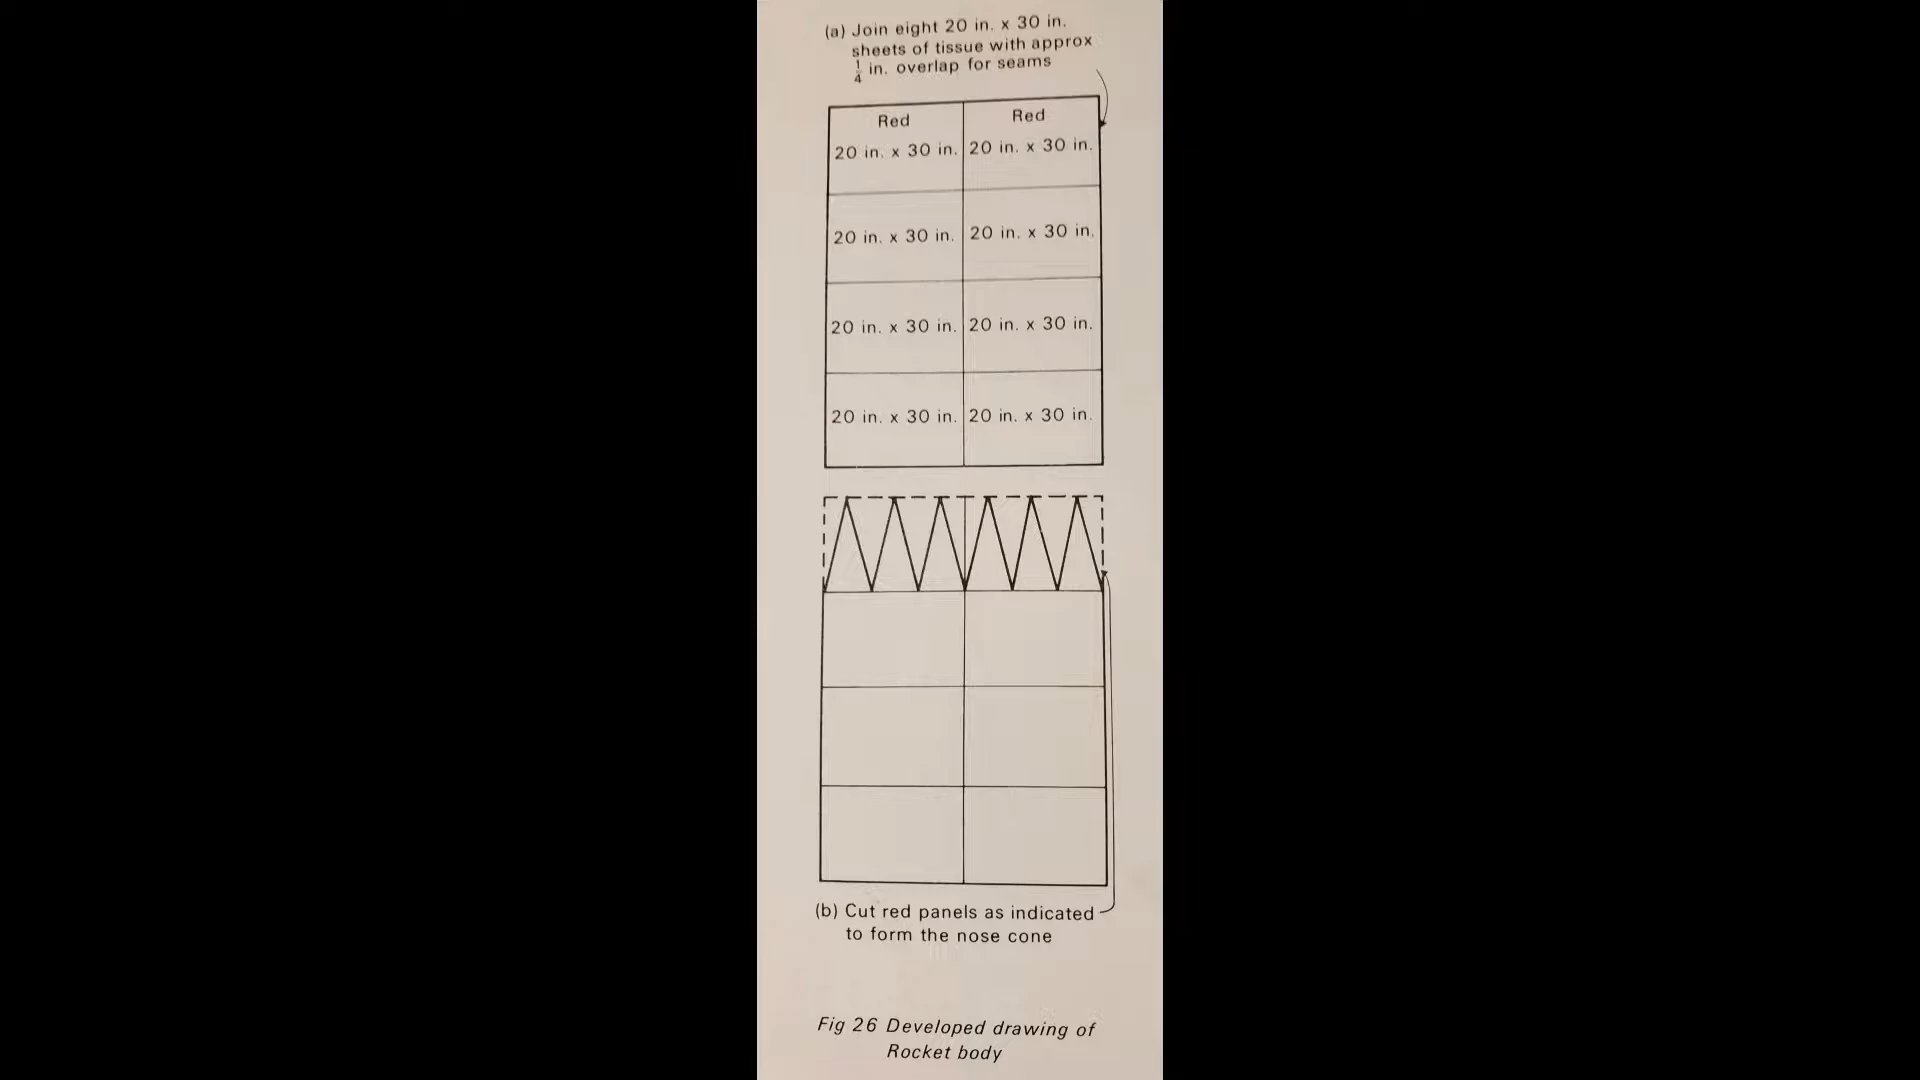 (a) Join eight 20 in. x 30 in.
sheets of tissue with approx
1/4 in. overlap for seams
Red Red
20 in. x 30 in. 20 in. x 30 in.
20 in. x 30 in. 20 in. x 30 in.
20 in. x 30 in. 20 in. x 30 in.
20 in. x 30 in. 20 in. x 30 in.
(b) Cut red panels as indicated
to form the nose cone
Fig 26 Developed drawing of
Rocket body